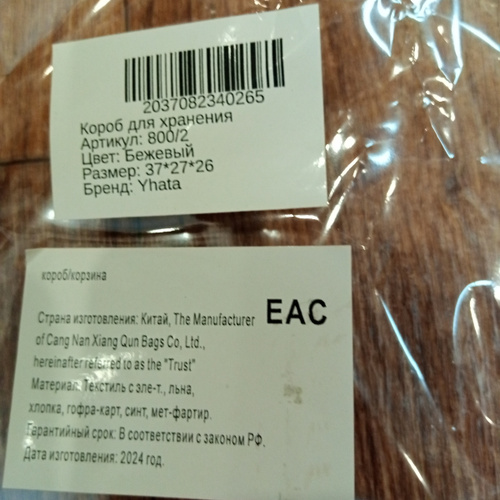 2037082340265
Короб для хранения
Артикул: 800/2
Цвет: Бежевый
Размер: 37*27*26
Бренд: Yhata
короб/корзина
EAC
Страна изготовления: Китай, The Manufacturer
of Cang Nan Xiang Qun Bags Co, Ltd.,
hereinafter referred to as the "Trust"
Материал: Текстиль с эле-т., льна,
хлопка, гофра-карт, синт, мет-фартир.
Гарантийный срок: В соответствии с законом РФ.
Дата изготовления: 2024 год.